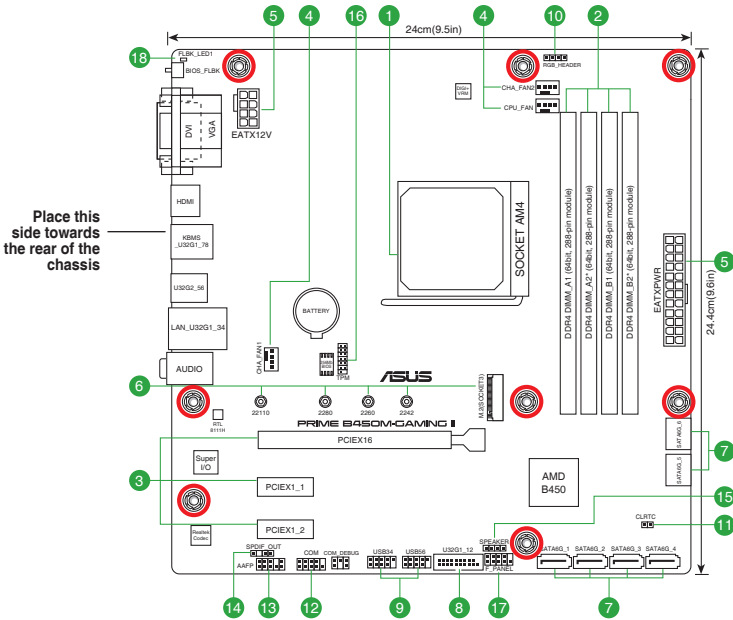 5
4
16
1
4
10
2
24cm(9.5in)
18
FLBK_LED1
BIOS_FLBK
RGB_HEADER
DIGI+
VRM
CHA_FAN2
CPU_FAN
DVI
VGA
EATX12V
HDMI
Place this
side towards
the rear of the
chassis
KBMS
_U32G1_78
U32G2_56
LAN_U32G1_34
AUDIO
SOCKET AM4
DDR4 DIMM_A1 (64bit, 288-pin module)
DDR4 DIMM_A2* (64bit, 288-pin module)
DDR4 DIMM_B1 (64bit, 288-pin module)
DDR4 DIMM_B2* (64bit, 288-pin module)
EATXPWR
5
24.4cm(9.6in)
BATTERY
CHA_FAN1
BIOS
TPM
ASUS
M.2(SOCKET3)
6
22110
2280
2260
2242
RTL
8111H
PRIME B450M-GAMING II
PCIEX16
SATA6G_6
SATA6G_5
7
Super
I/O
AMD
B450
3
PCIEX1_1
15
CLRTC
11
Realtek
Codec
PCIEX1_2
SPDIF_OUT
AAFP
COM
COM_DEBUG
USB34
USB56
U32G1_12
SPEAKER
F_PANEL
SATA6G_1
SATA6G_2
SATA6G_3
SATA6G_4
14
13
12
9
8
17
7